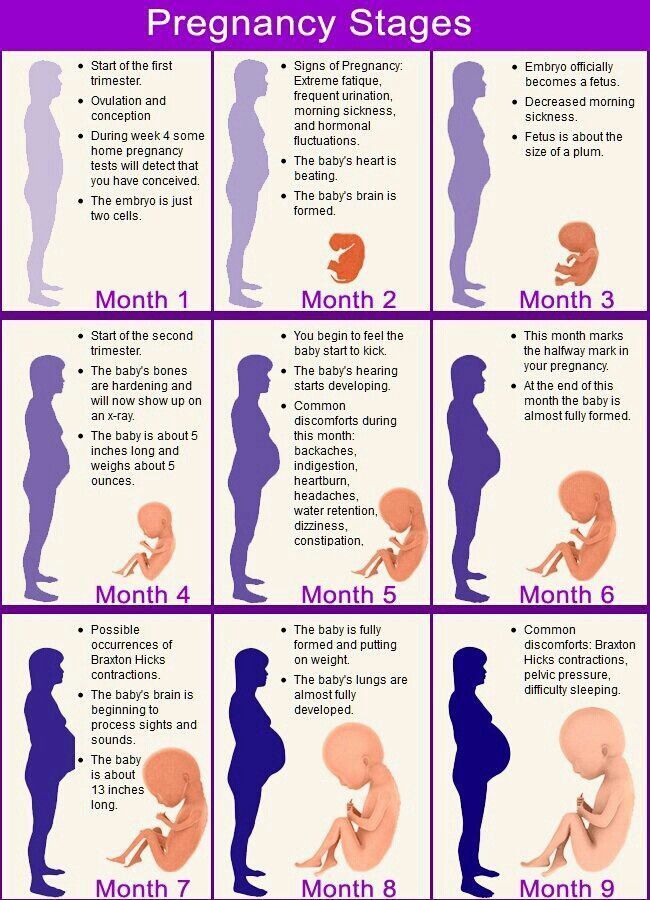 Pregnancy Stages
• Start of the first
trimester.
• Ovulation and
conception
• During week 4 some
home pregnancy
tests will detect that
you have conceived.
• The embryo is just
two cells.
Month 1
• Signs of Pregnancy:
Extreme fatique,
frequent urination,
morning sickness,
and hormonal
fluctuations.
• The baby's heart is
beating.
• The baby's brain is
formed.
Month 2
• Embryo officially
becomes a fetus.
• Decreased morning
sickness.
• Fetus is about the
size of a plum.
Month 3
• Start of the second
trimester.
• The baby's bones
are hardening and
will now show up on
an x-ray.
• The baby is about 5
inches long and
weighs about 5
ounces.
Month 4
• You begin to feel the
baby start to kick.
• The baby's hearing
starts developing.
• Common
discomforts during
this month:
backaches,
indigestion,
heartburn,
headaches,
water retention,
dizziness,
constipation,
Month 5
• This month marks
the halfway mark in
your pregnancy.
• At the end of this
month the baby is
almost fully formed.
Month 6
• Possible
occurrences of
Braxton Hicks
contractions.
• The baby's brain is
beginning to
process sights and
sounds.
• The baby
is about
13 inches
long.
Month 7
• The baby is fully
formed and putting
on weight.
• The baby's lungs are
almost fully
developed.
Month 8
• Common
discomforts: Braxton
Hicks contractions,
pelvic pressure,
difficulty sleeping.
Month 9